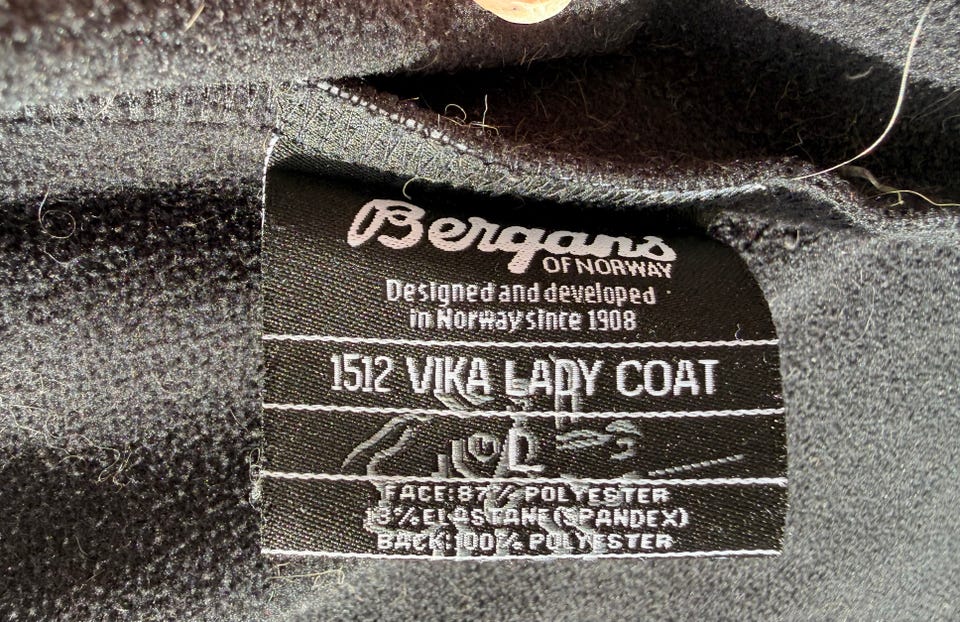 Bergans
OF NORWAY
Designed and developed
in Norway since 1908
1512 VIKA LADY COAT
L
FACE:87% POLYESTER
13%ELASTANE(SPANDEX)
BACK:100% POLYESTER